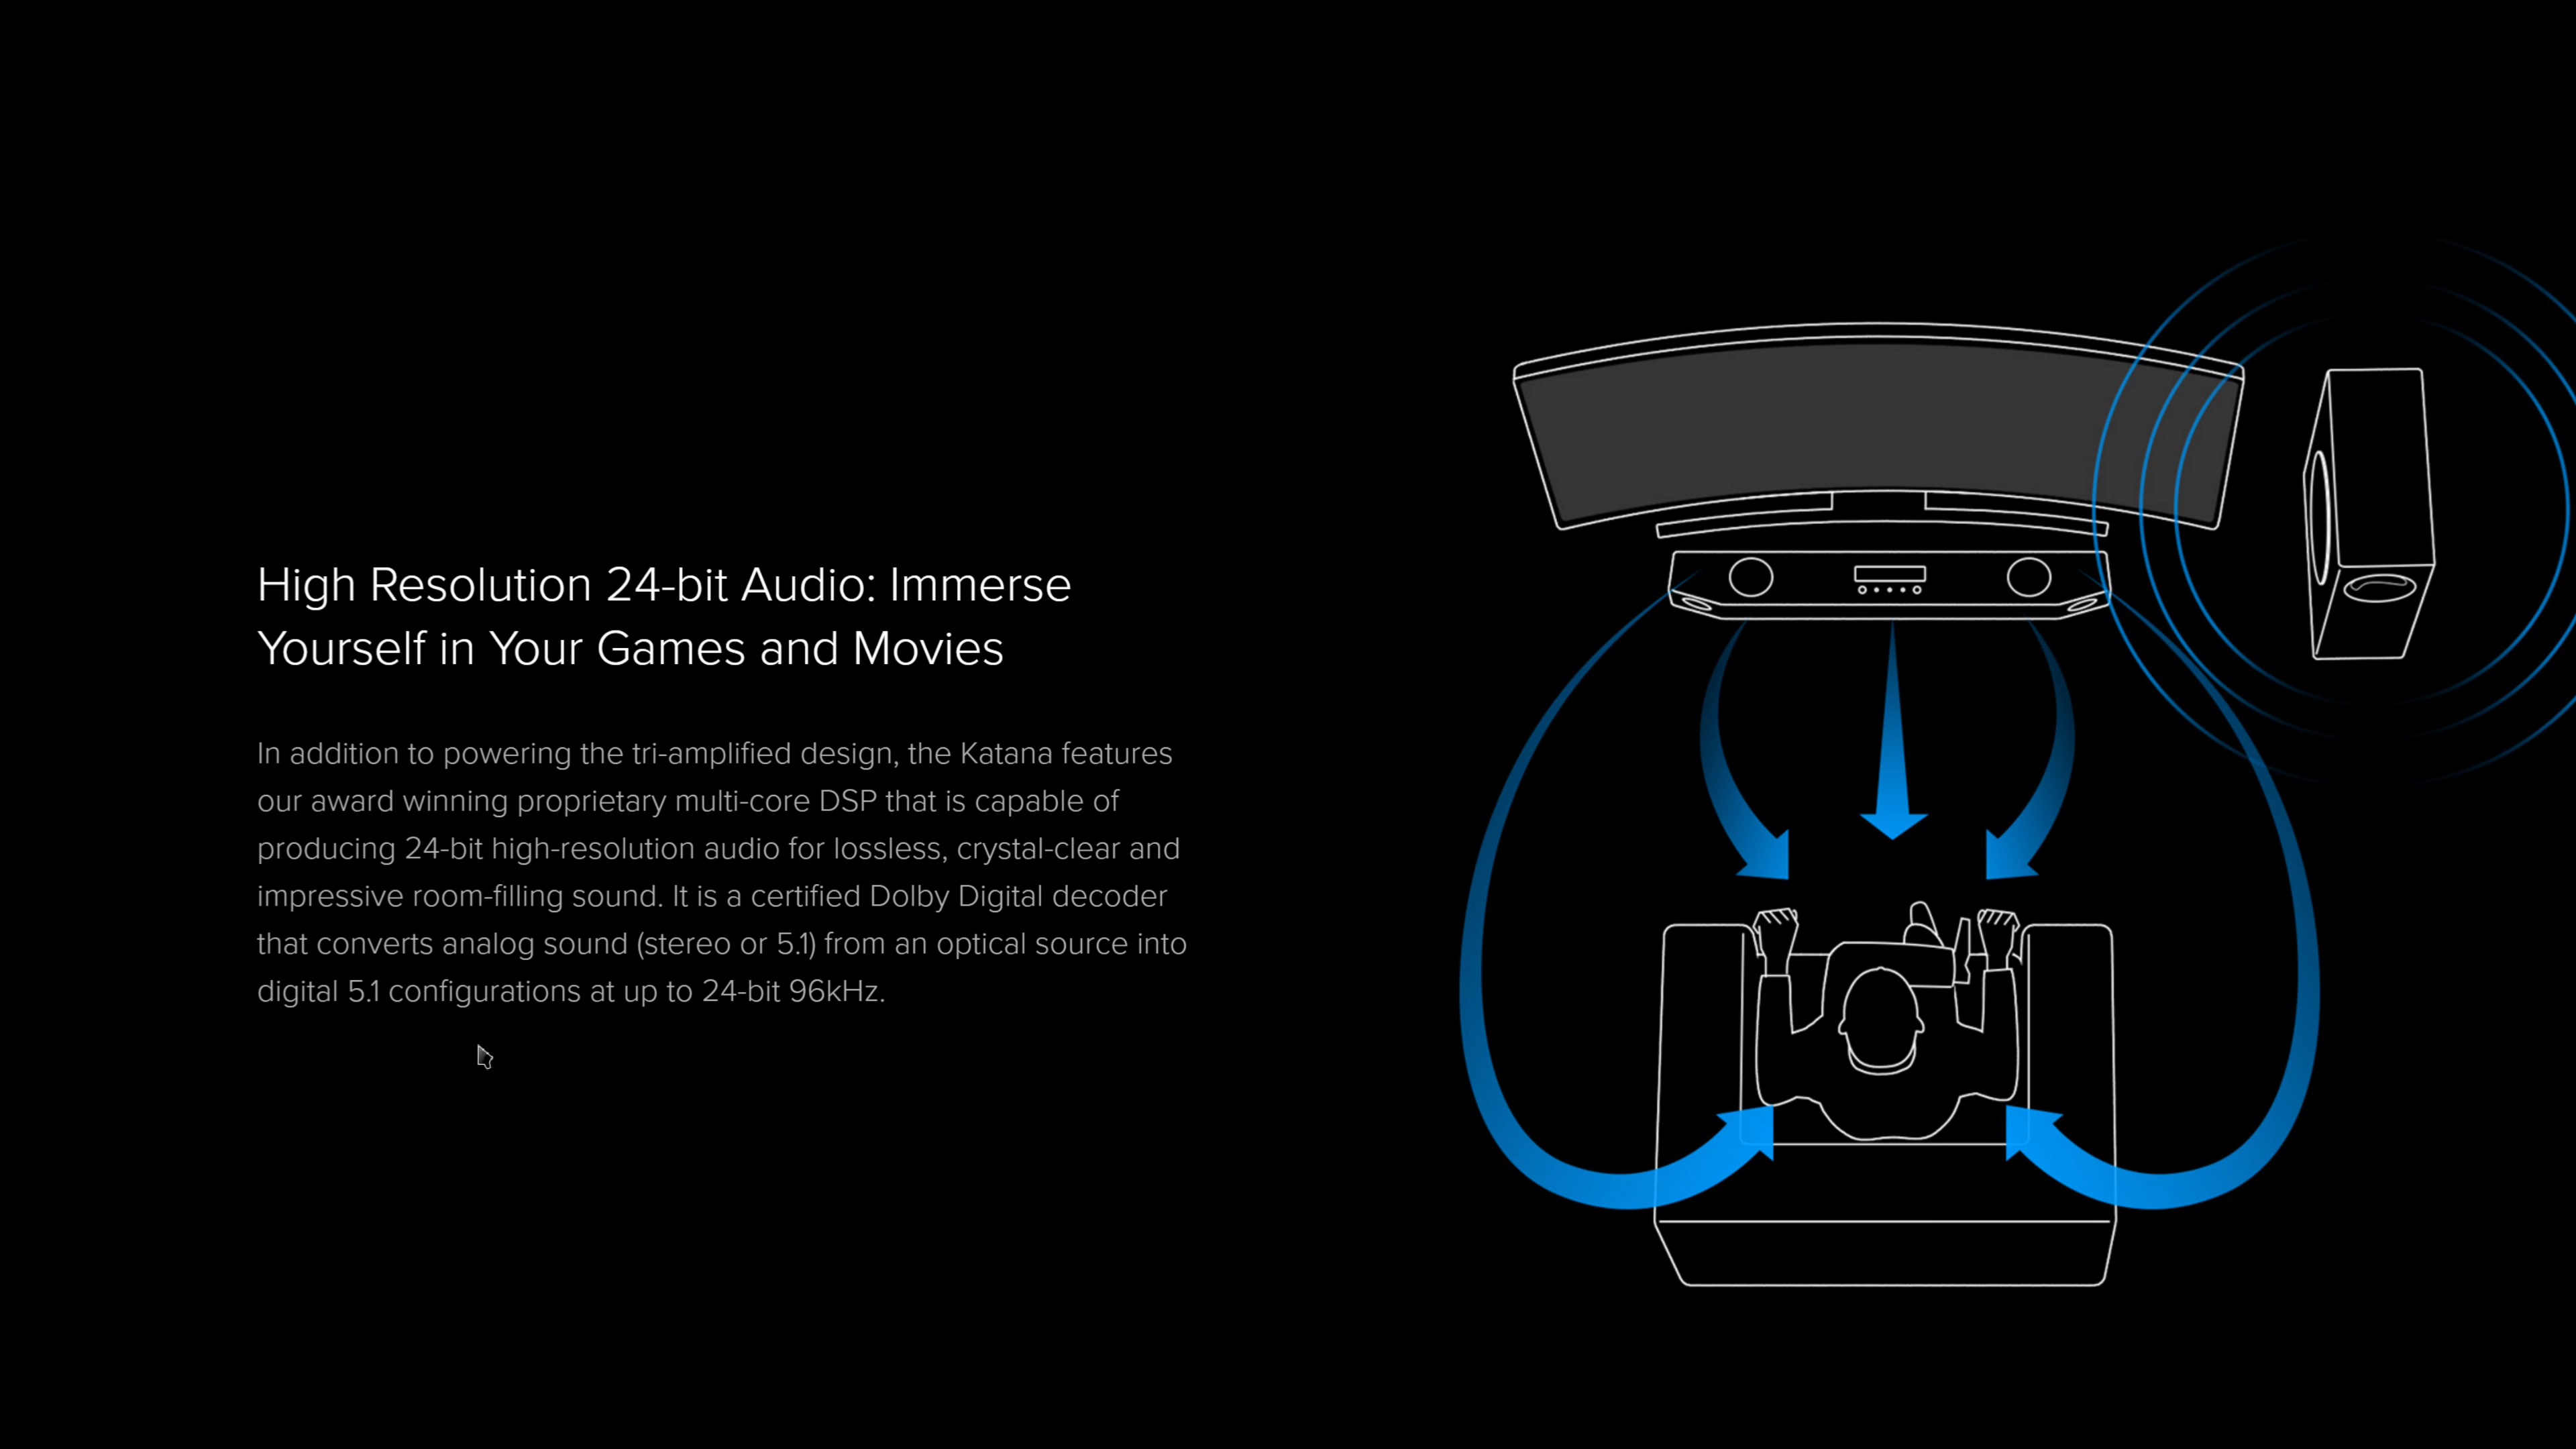 High Resolution 24-bit Audio: Immerse
Yourself in Your Games and Movies
In addition to powering the tri-amplified design, the Katana features
our award winning proprietary multi-core DSP that is capable of
producing 24-bit high-resolution audio for lossless, crystal-clear and
impressive room-filling sound. It is a certified Dolby Digital decoder
that converts analog sound (stereo or 5.1) from an optical source into
digital 5.1 configurations at up to 24-bit 96kHz.